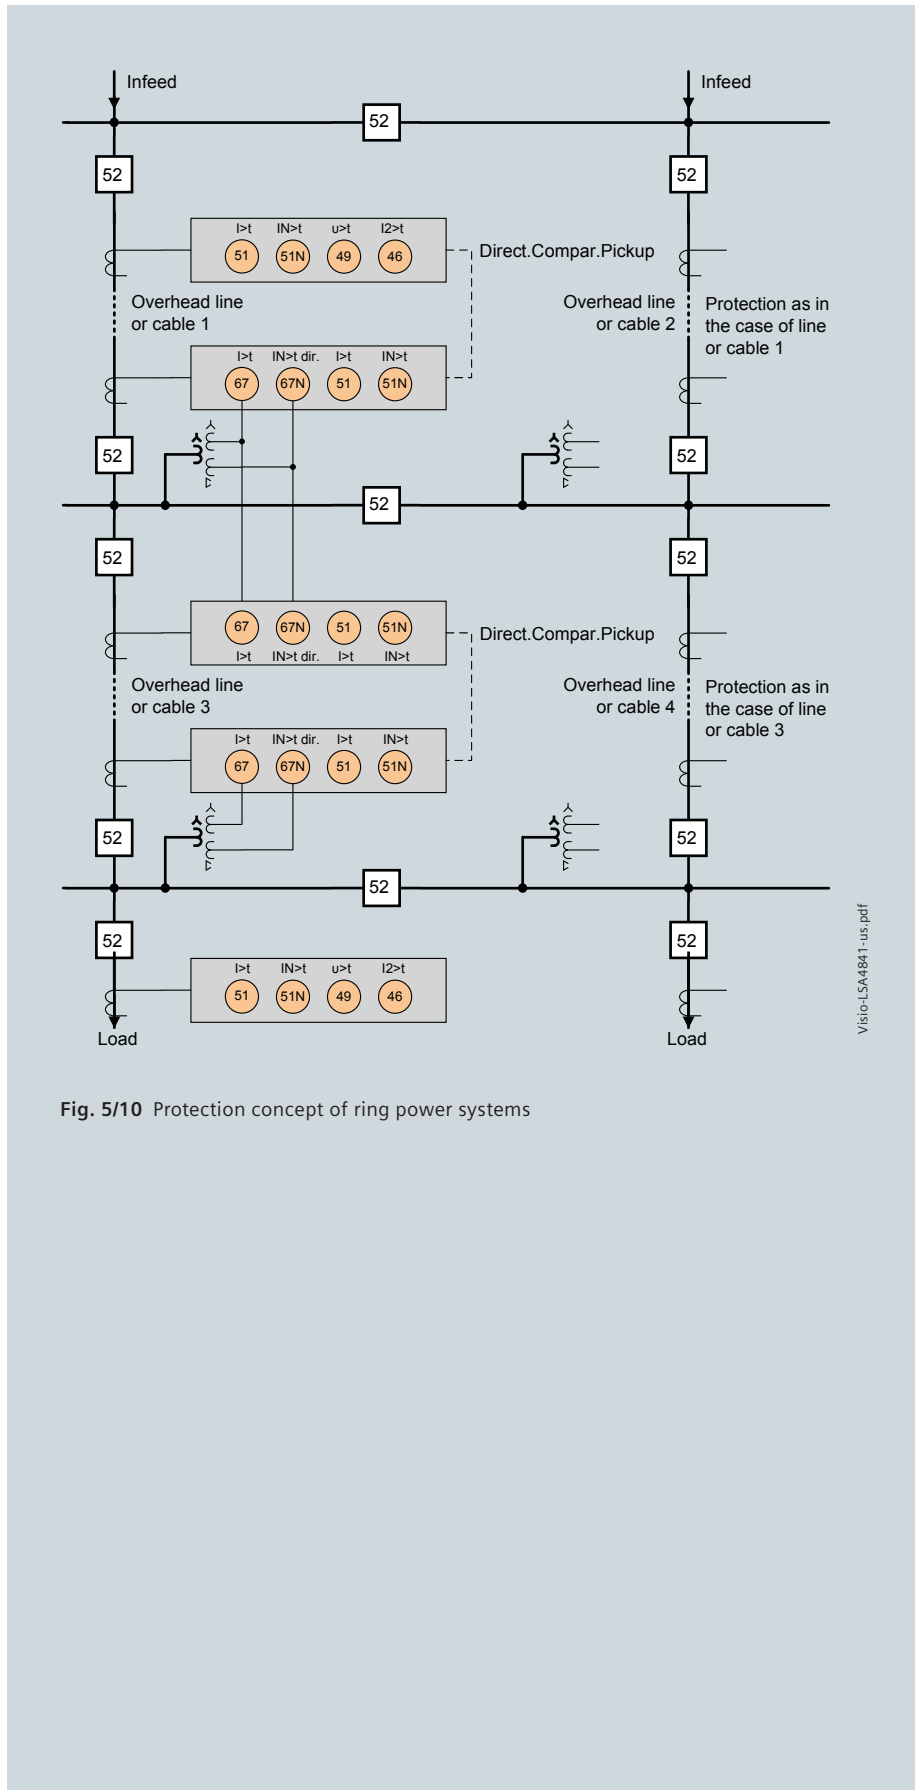 Infeed
Infeed
52
52
52
I>t IN>t u>t I2>t
51 51N 49 46
Direct.Compar.Pickup
Overhead line
or cable 1
Overhead line
or cable 2
Protection as in
the case of line
or cable 1
I>t IN>t dir. I>t IN>t
67 67N 51 51N
52
52
52
52
52
67 67N 51 51N
I>t IN>t dir. I>t IN>t
Direct.Compar.Pickup
Overhead line
or cable 3
Overhead line
or cable 4
Protection as in
the case of line
or cable 3
I>t IN>t dir. I>t IN>t
67 67N 51 51N
52
52
52
52
52
I>t IN>t u>t I2>t
51 51N 49 46
Load
Load
Visio-LSA4841-us.pdf
Fig. 5/10 Protection concept of ring power systems